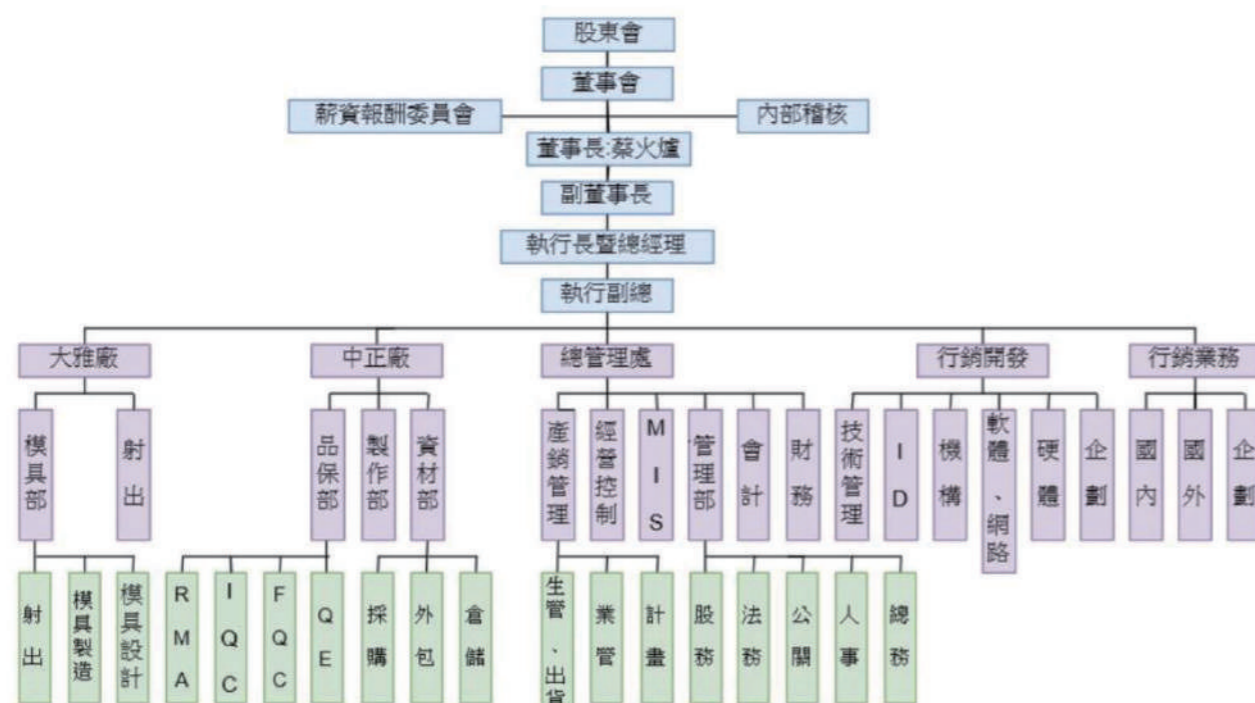 股東會
董事會
薪資報酬委員會
內部稽核
董事長:蔡火爐
副董事長
執行長暨總經理
執行副總
大雅廠
中正廠
總管理處
行銷開發
行銷業務
模具部
射出
品保部
製作部
資材部
產銷管理
經營控制
MIS
管理部
會計
財務
技術管理
ID
機構
軟體、網路
硬體
企劃
國內
國外
企劃
射出
模具製造
模具設計
RMA
IQC
FQC
QE
採購
外包
倉儲
生管、出貨
業管
計畫
股務
法務
公關
人事
總務